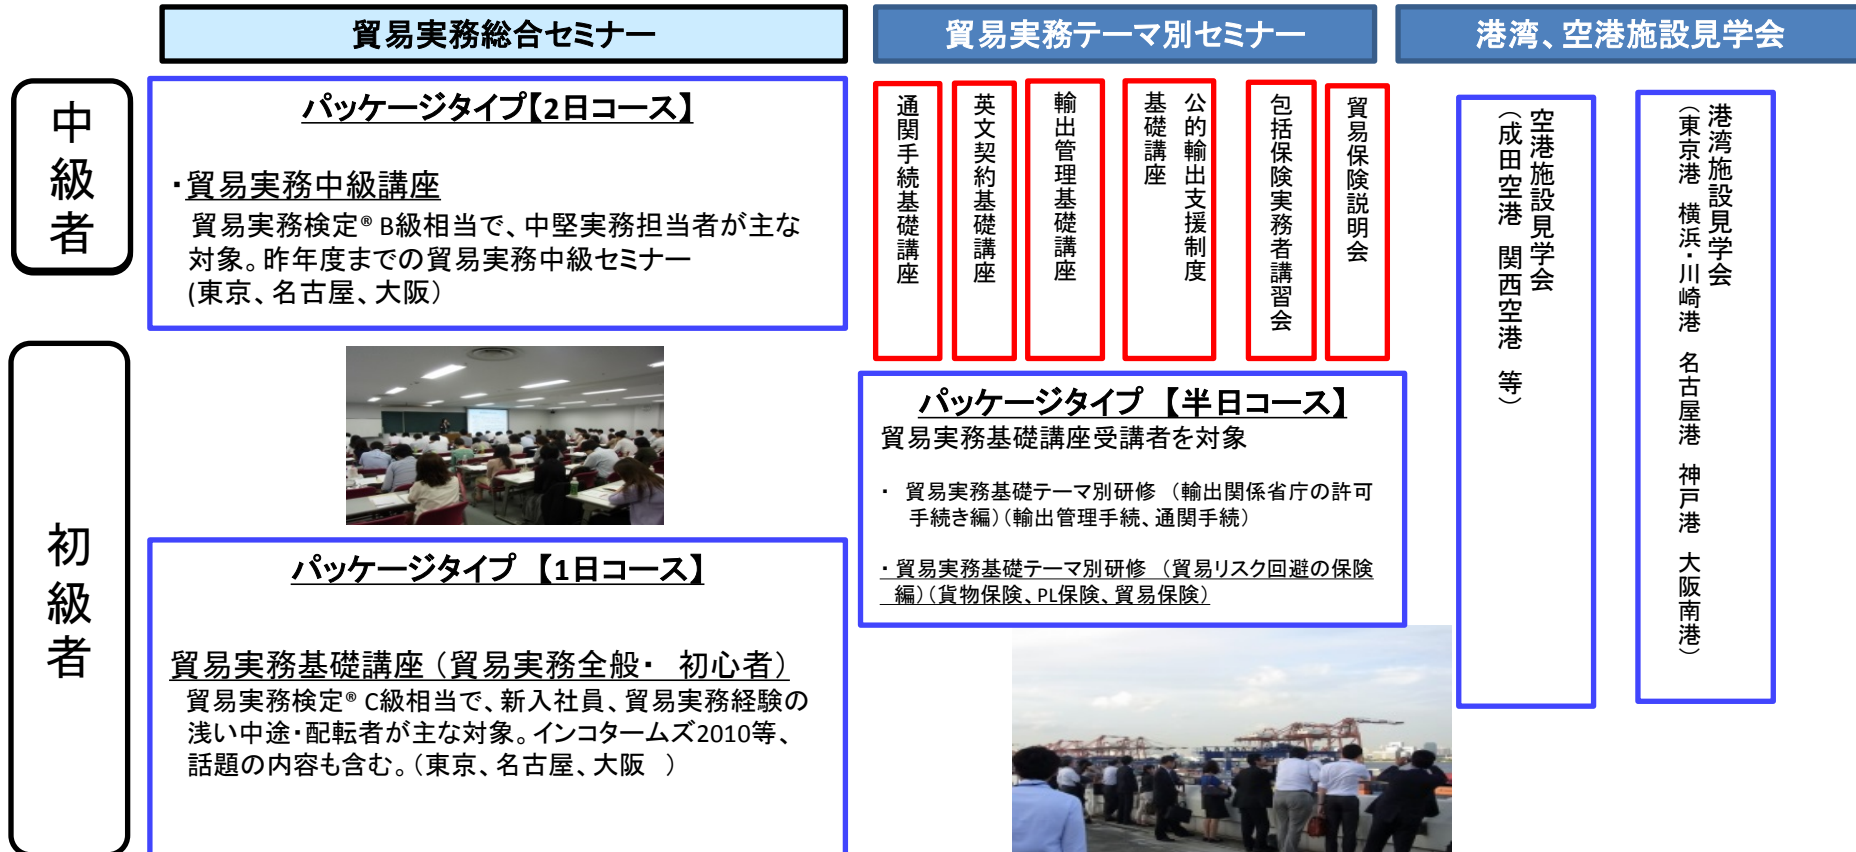 貿易実務総合セミナー
貿易実務テーマ別セミナー
港湾、空港施設見学会
中級者
パッケージタイプ【2日コース】
・貿易実務中級講座
貿易実務検定® B級相当で、中堅実務担当者が主な
対象。昨年度までの貿易実務中級セミナー
(東京、名古屋、大阪）
通関手続基礎講座
英文契約基礎講座
輸出管理基礎講座
公的輸出支援制度
基礎講座
包括保険実務者講習会
貿易保険説明会
空港施設見学会
（成田空港 関西空港 等）
港湾施設見学会
（東京港 横浜・川崎港 名古屋港 神戸港 大阪南港）
初級者
パッケージタイプ 【1日コース】
貿易実務基礎講座（貿易実務全般・ 初心者）
貿易実務検定® C級相当で、新入社員、貿易実務経験の
浅い中途・配転者が主な対象。インコタームズ2010等、
話題の内容も含む。（東京、名古屋、大阪 ）
パッケージタイプ 【半日コース】
貿易実務基礎講座受講者を対象
・ 貿易実務基礎テーマ別研修 （輸出関係省庁の許可
手続き編）（輸出管理手続、通関手続）
・貿易実務基礎テーマ別研修 （貿易リスク回避の保険
編）（貨物保険、PL保険、貿易保険）